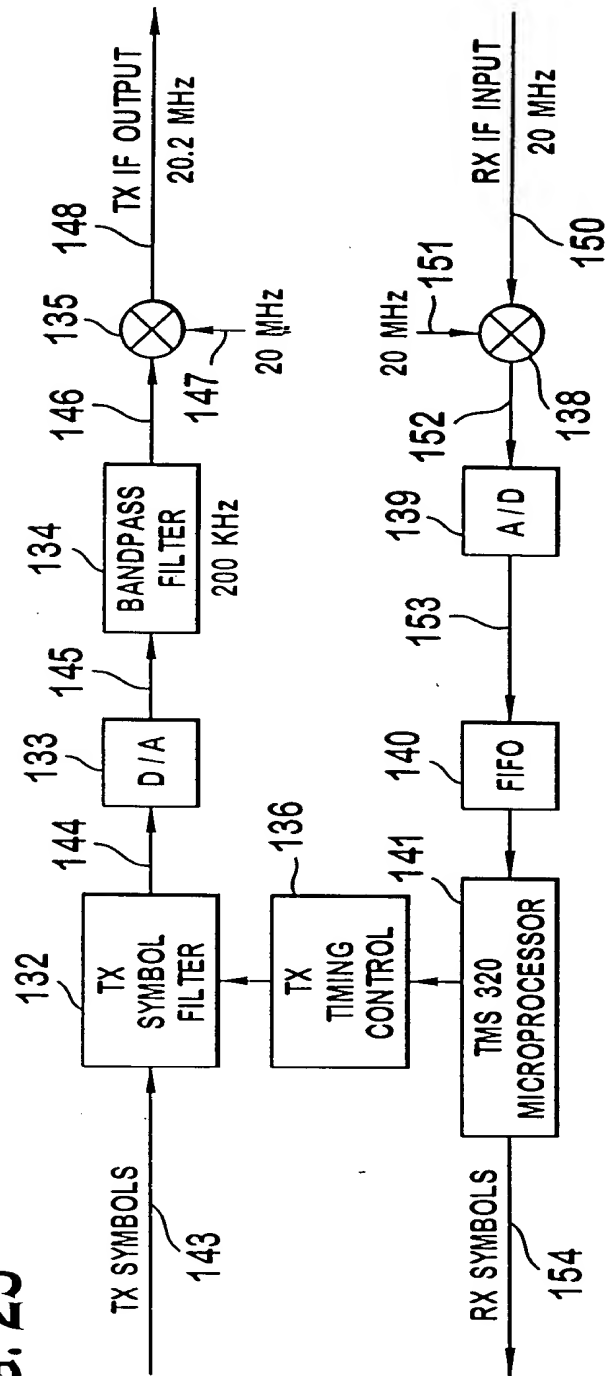 TX SYMBOLS
143
132
TX
SYMBOL
FILTER
144
133
D/A
145
134
BANDPASS
FILTER
200 KHz
146
135
147
20 MHz
148
TX IF OUTPUT
20.2 MHz
136
TX
TIMING
CONTROL
RX SYMBOLS
154
141
TMS 320
MICROPROCESSOR
140
FIFO
153
139
A/D
152
138
20 MHz
151
150
RX IF INPUT
20 MHz